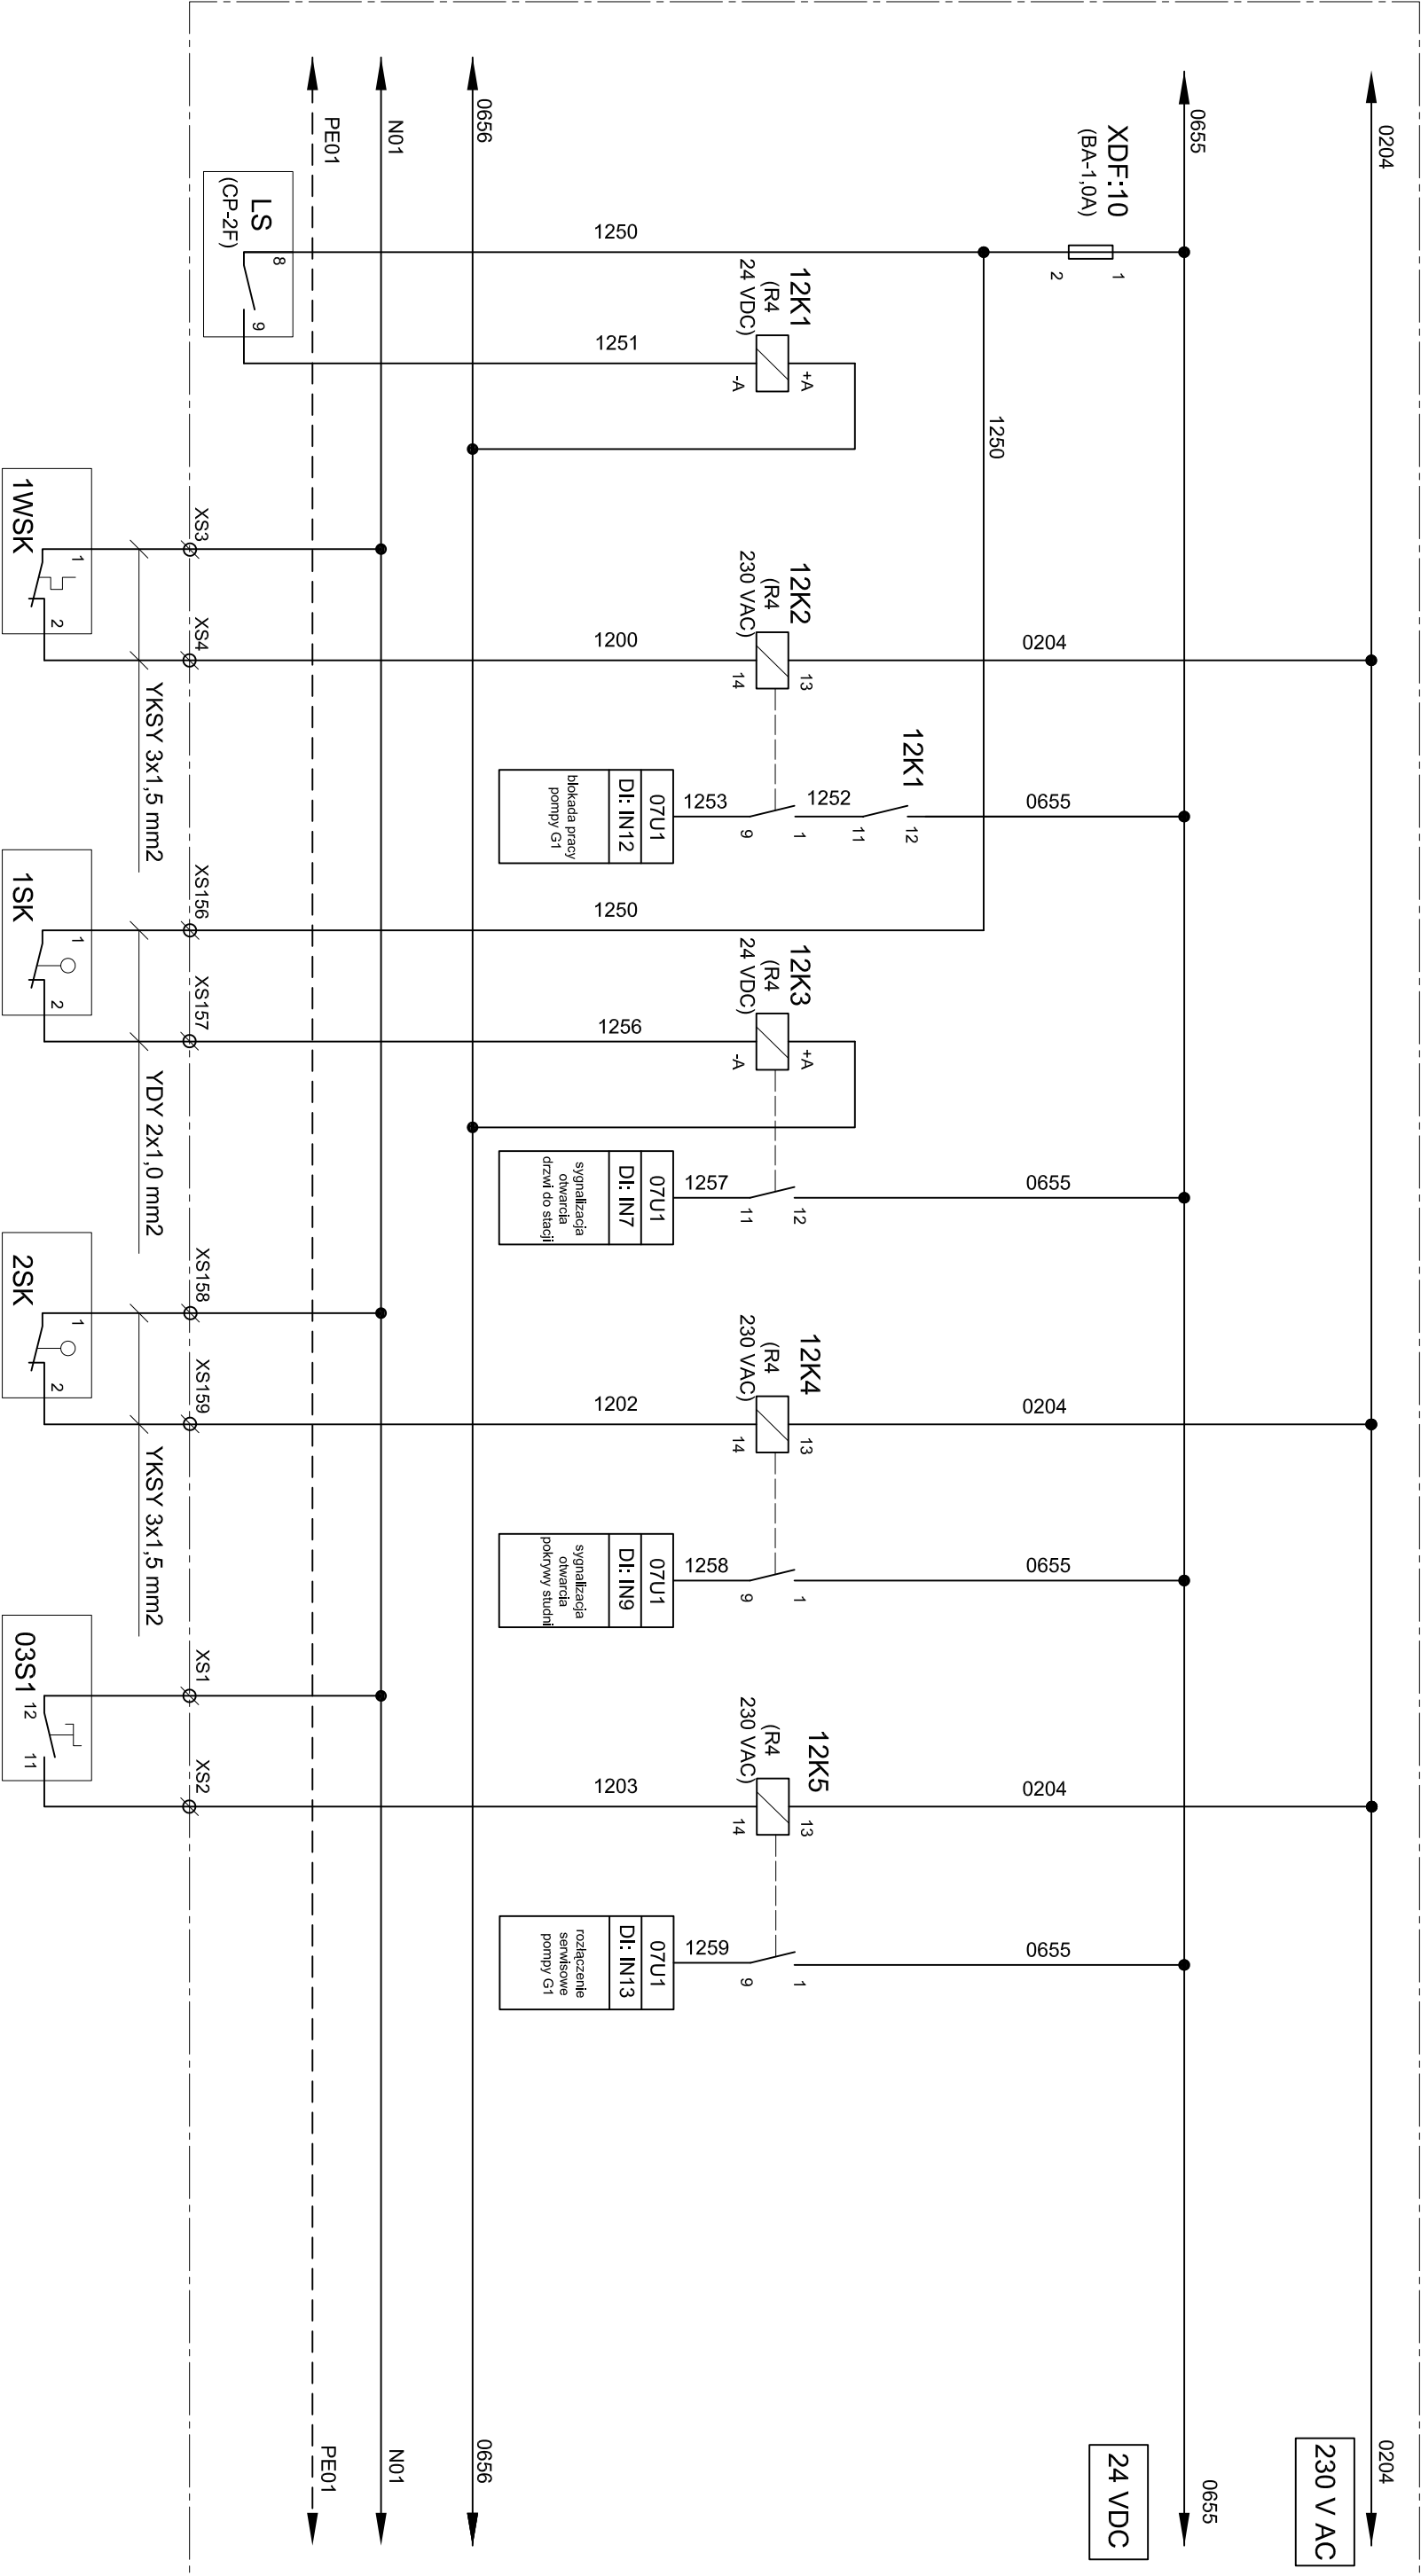 0204
0204
230 V AC
0655
0655
24 VDC
XDF:10
(BA-1,0A)
1
2
1250
1250
12K1
(R4
24 VDC)
+A
-A
1251
LS
(CP-2F)
8
9
12K2
(R4
230 VAC)
13
14
0204
1200
12K1
0655
12
11
1252
1
9
1253
07U1
DI: IN12
blokada pracy
pompy G1
1250
12K3
(R4
24 VDC)
+A
-A
1256
0655
12
11
1257
07U1
DI: IN7
sygnalizacja
otwarcia
drzwi do stacji
12K4
(R4
230 VAC)
13
14
0204
1202
0655
1
9
1258
07U1
DI: IN9
sygnalizacja
otwarcia
pokrywy studni
12K5
(R4
230 VAC)
13
14
0204
1203
0655
1
9
1259
07U1
DI: IN13
rozłączenie
serwisowe
pompy G1
0656
0656
N01
N01
PE01
PE01
XS3
XS4
XS156
XS157
XS158
XS159
XS1
XS2
YKSY 3x1,5 mm2
YDY 2x1,0 mm2
YKSY 3x1,5 mm2
1WSK
1
2
1SK
1
2
2SK
1
2
03S1
12
11